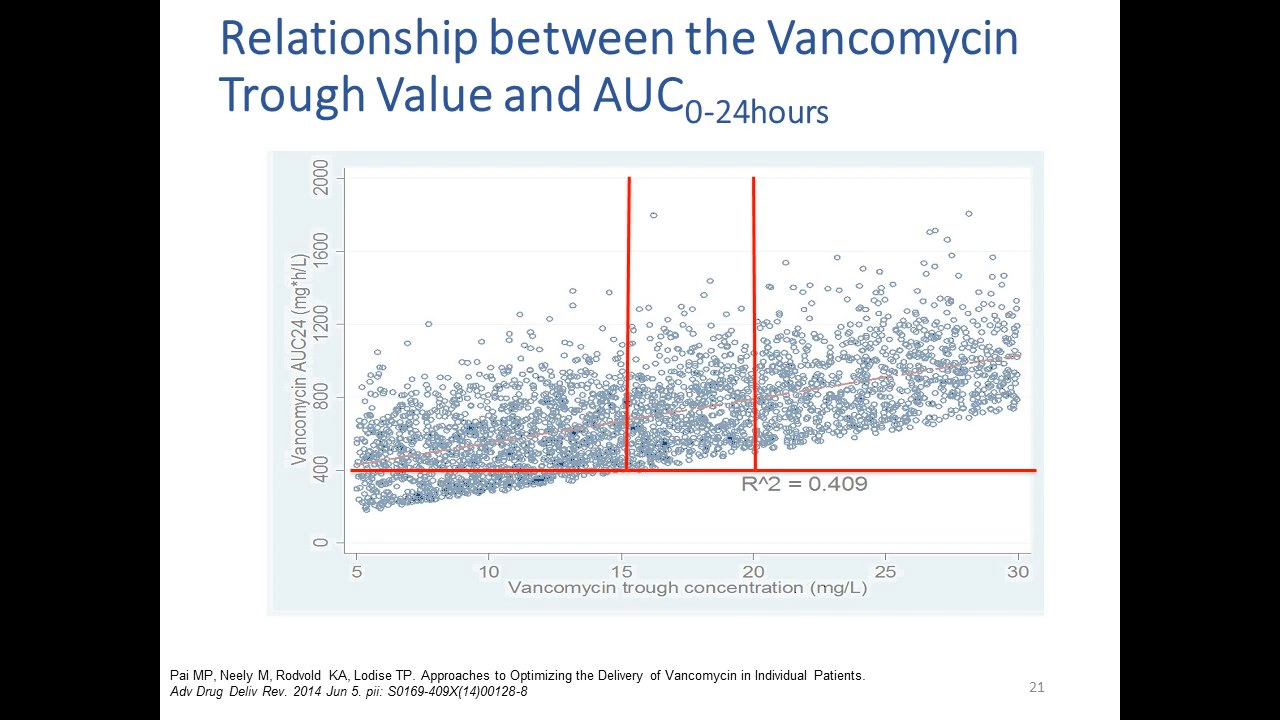 Relationship between the Vancomycin
Trough Value and AUC0-24hours
Vancomycin AUC24 (mg*h/L)
2000
1600
1200
800
400
0
R^2 = 0.409
5 10 15 20 25 30
Vancomycin trough concentration (mg/L)
Pai MP, Neely M, Rodvold KA, Lodise TP. Approaches to Optimizing the Delivery of Vancomycin in Individual Patients.
Adv Drug Deliv Rev. 2014 Jun 5. pii: S0169-409X(14)00128-8
21